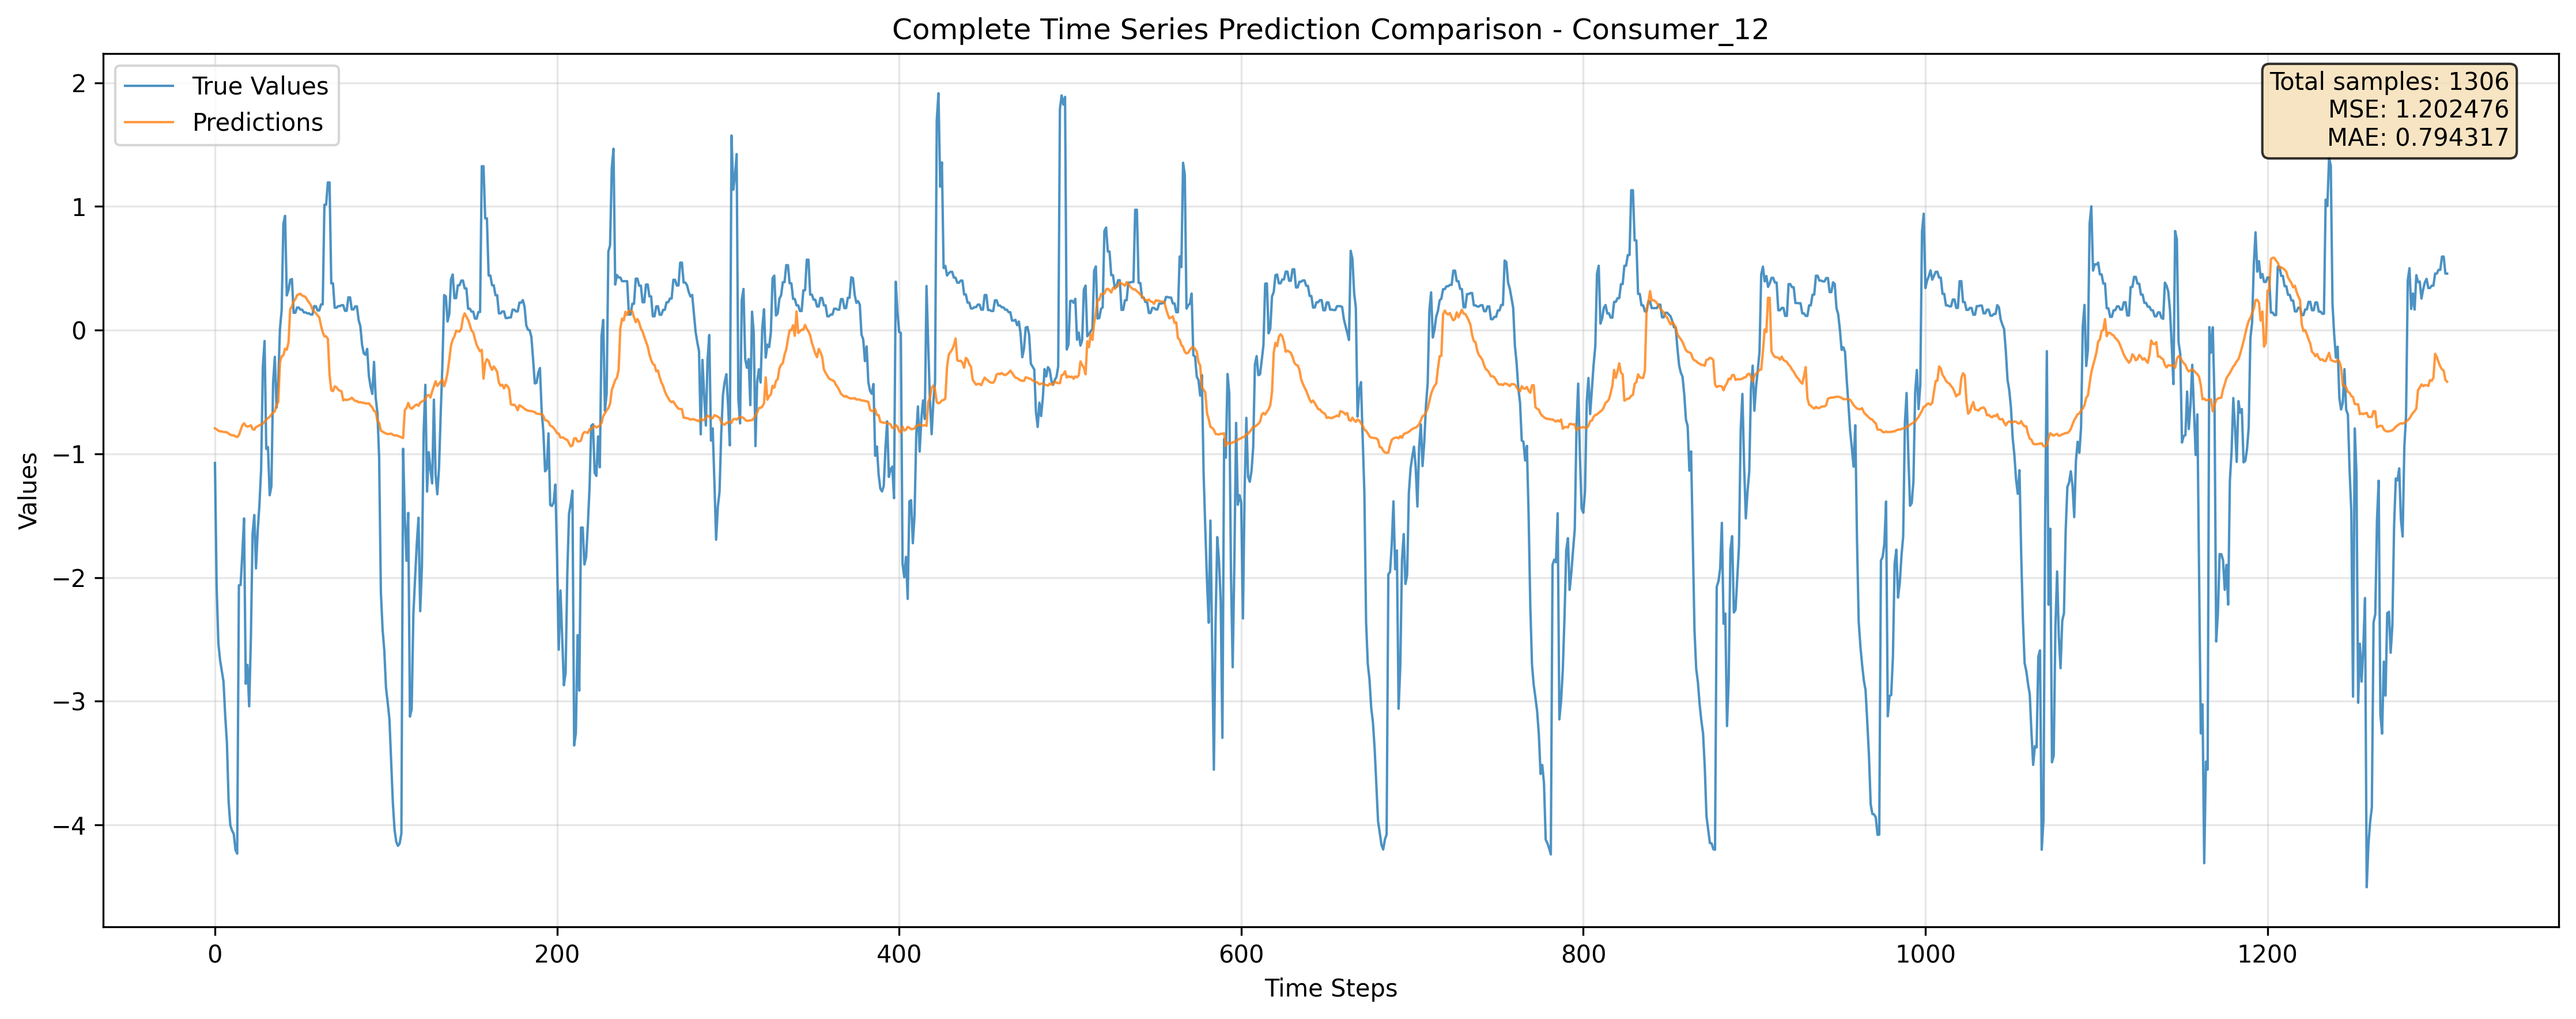 Complete Time Series Prediction Comparison - Consumer_12
True Values
Predictions
Total samples: 1306
MSE: 1.202476
MAE: 0.794317
Values
2
1
0
−1
−2
−3
−4
0
200
400
600
800
1000
1200
Time Steps